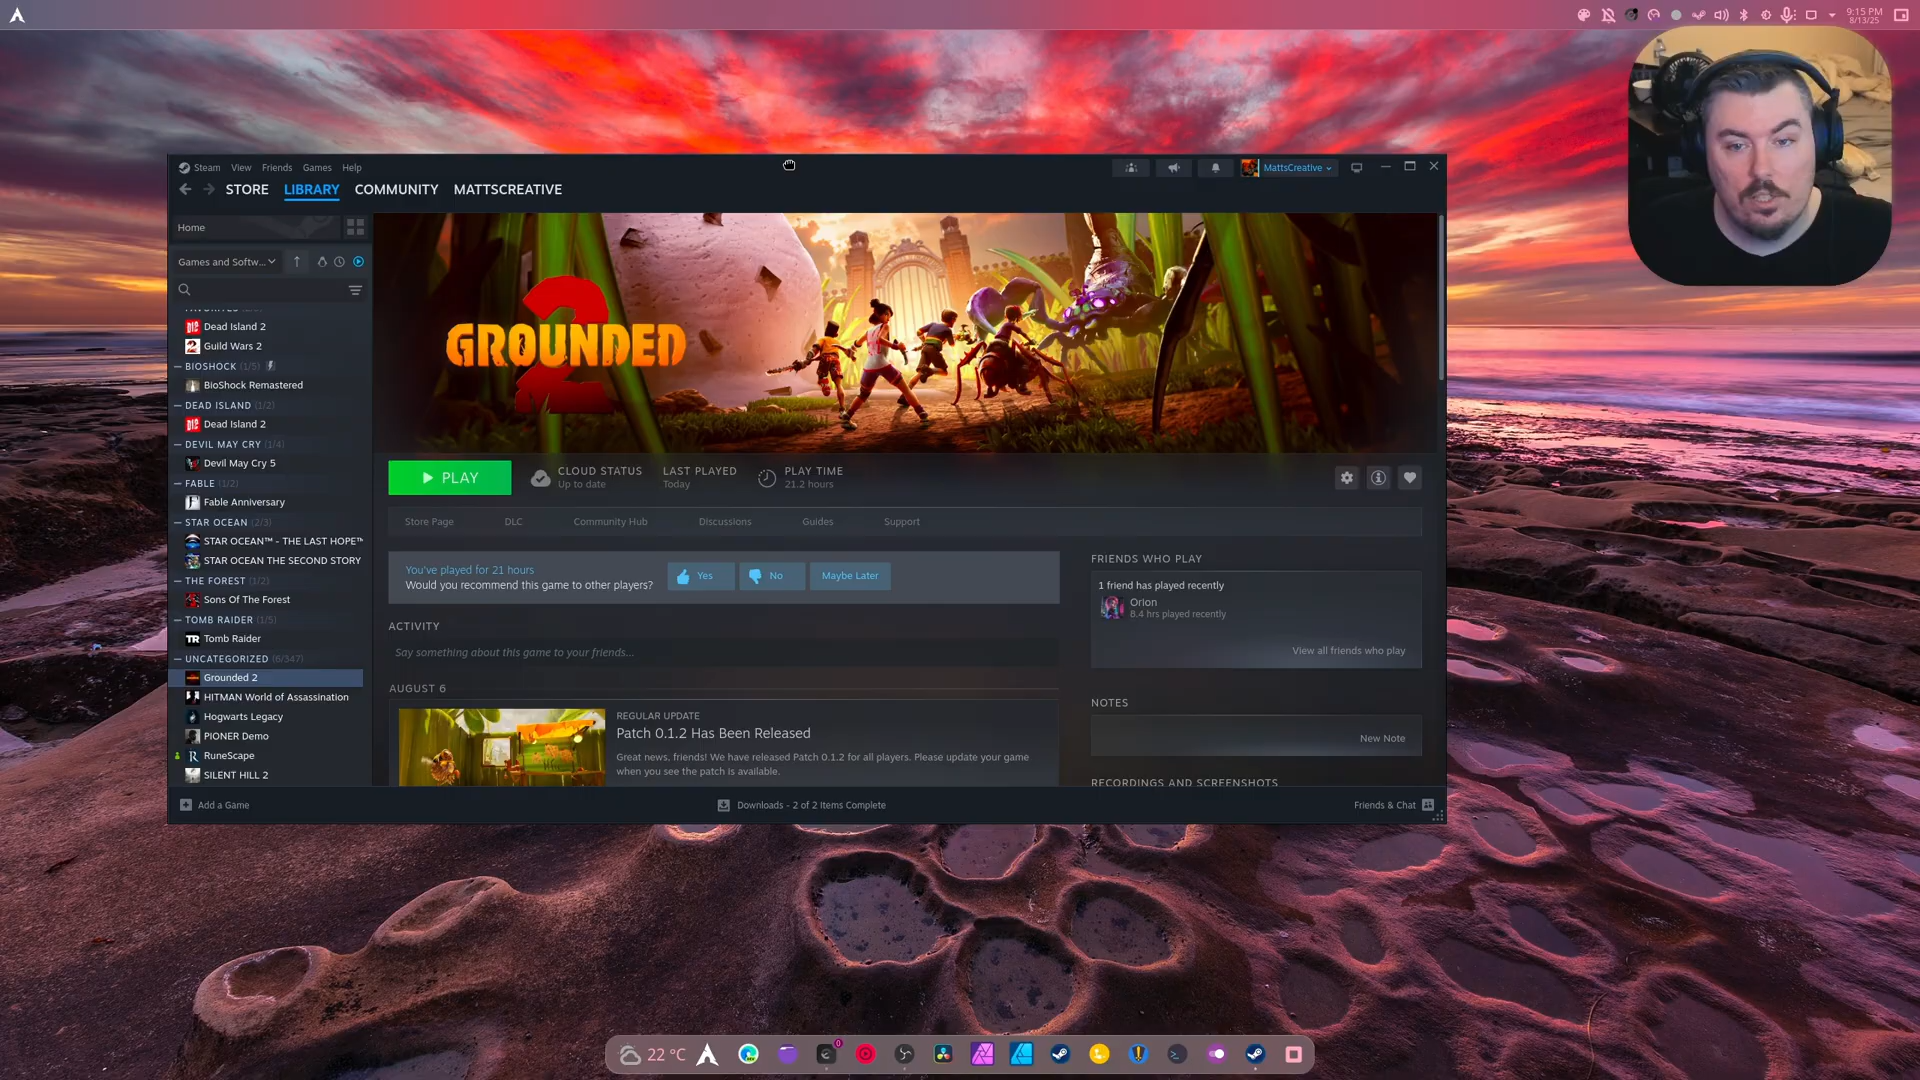 9:15 PM
8/13/25
Steam View Friends Games Help
MattsCreative
STORE LIBRARY COMMUNITY MATTSCREATIVE
Home
Games and Softw...
Dead Island 2
Guild Wars 2
BIOSHOCK (1/5)
BioShock Remastered
DEAD ISLAND (1/2)
Dead Island 2
DEVIL MAY CRY (1/4)
Devil May Cry 5
FABLE (1/2)
Fable Anniversary
STAR OCEAN (2/3)
STAR OCEAN™ - THE LAST HOPE™
STAR OCEAN THE SECOND STORY
THE FOREST (1/2)
Sons Of The Forest
TOMB RAIDER (1/5)
TR Tomb Raider
UNCATEGORIZED (6/347)
Grounded 2
HITMAN World of Assassination
Hogwarts Legacy
PIONER Demo
RuneScape
SILENT HILL 2
GROUNDED
2
PLAY
CLOUD STATUS
Up to date
LAST PLAYED
Today
PLAY TIME
21.2 hours
Store Page DLC Community Hub Discussions Guides Support
You've played for 21 hours
Would you recommend this game to other players?
Yes No Maybe Later
ACTIVITY
Say something about this game to your friends...
AUGUST 6
REGULAR UPDATE
Patch 0.1.2 Has Been Released
Great news, friends! We have released Patch 0.1.2 for all players. Please update your game
when you see the patch is available.
FRIENDS WHO PLAY
1 friend has played recently
Orion
8.4 hrs played recently
View all friends who play
NOTES
New Note
RECORDINGS AND SCREENSHOTS
Add a Game
Downloads - 2 of 2 Items Complete
Friends & Chat
22 °C
0